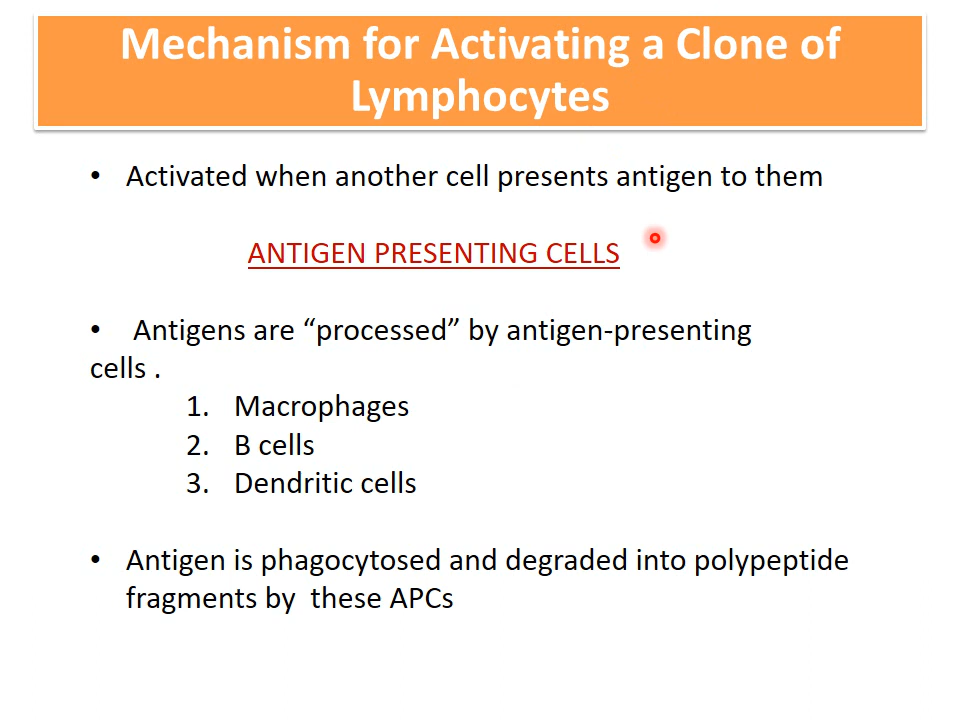 Mechanism for Activating a Clone of
Lymphocytes
• Activated when another cell presents antigen to them
ANTIGEN PRESENTING CELLS
• Antigens are “processed” by antigen-presenting
cells .
1. Macrophages
2. B cells
3. Dendritic cells
• Antigen is phagocytosed and degraded into polypeptide
fragments by  these APCs